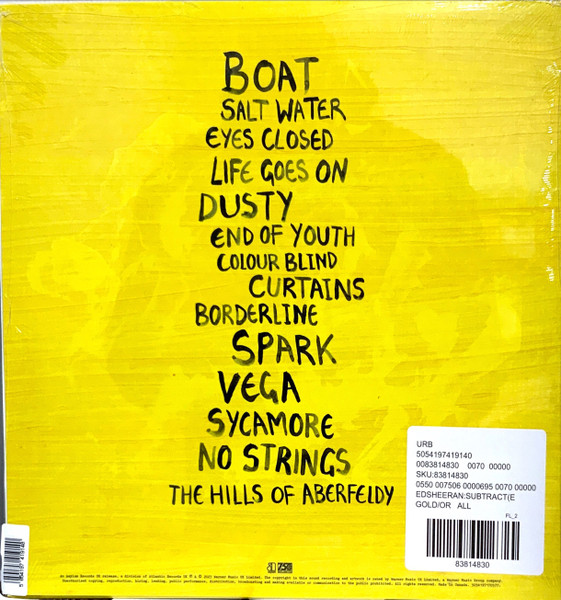 BOAT
SALT WATER
EYES CLOSED
LIFE GOES ON
DUSTY
END OF YOUTH
COLOUR BLIND
CURTAINS
BORDERLINE
SPARK
VEGA
SYCAMORE
NO STRINGS
THE HILLS OF ABERFELDY
URB
5054197419140
0083814830 0070 00000
SKU:83814830
0550 007506 0000695 0070 00000
EDSHEERAN:SUBTRACT(E
GOLD/OR ALL
FL_2
83814830